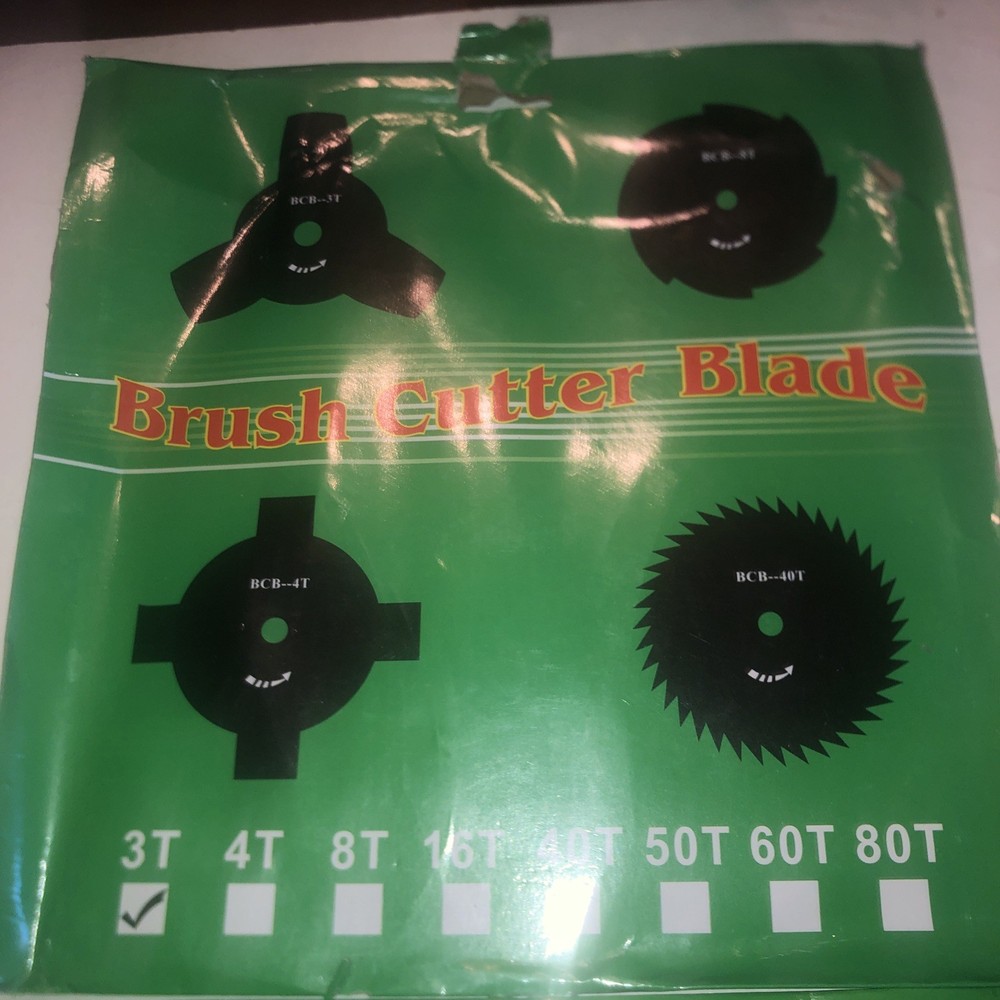 BCB--3T
BCB--8T
Brush Cutter Blade
BCB--4T
BCB--40T
3T 4T 8T 16T 40T 50T 60T 80T